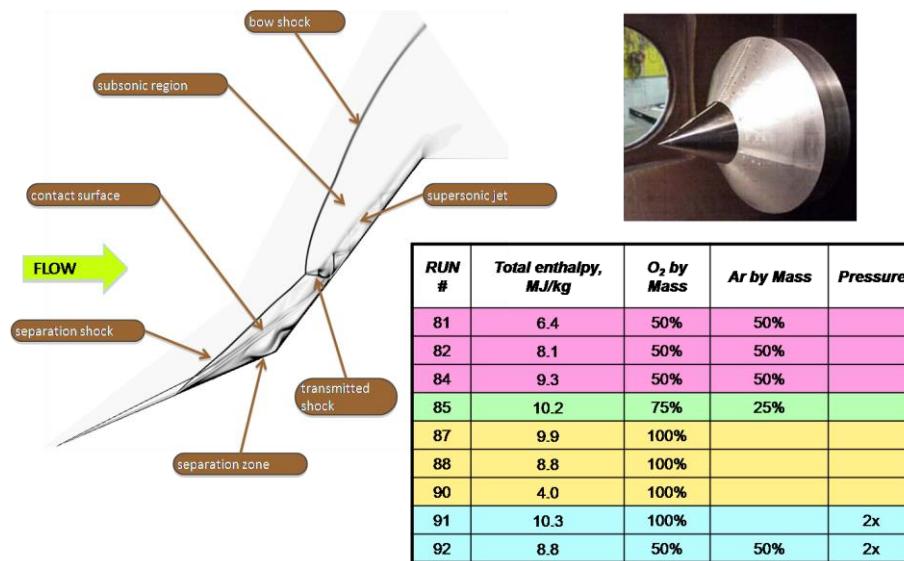 bow shock
subsonic region
contact surface
supersonic jet
FLOW
separation shock
transmitted
shock
separation zone
RUN # Total enthalpy, MJ/kg O₂ by Mass Ar by Mass Pressure
81 6.4 50% 50%
82 8.1 50% 50%
84 9.3 50% 50%
85 10.2 75% 25%
87 9.9 100%
88 8.8 100%
90 4.0 100%
91 10.3 100% 2x
92 8.8 50% 50% 2x